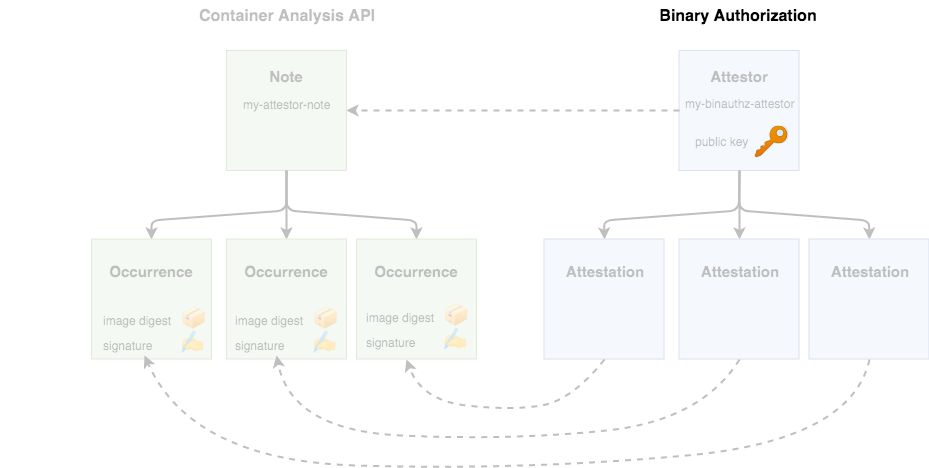 Container Analysis API
Binary Authorization
Note
my-attestor-note
Attestor
my-binauthz-attestor
public key
Occurrence
image digest
signature
Occurrence
image digest
signature
Occurrence
image digest
signature
Attestation
Attestation
Attestation